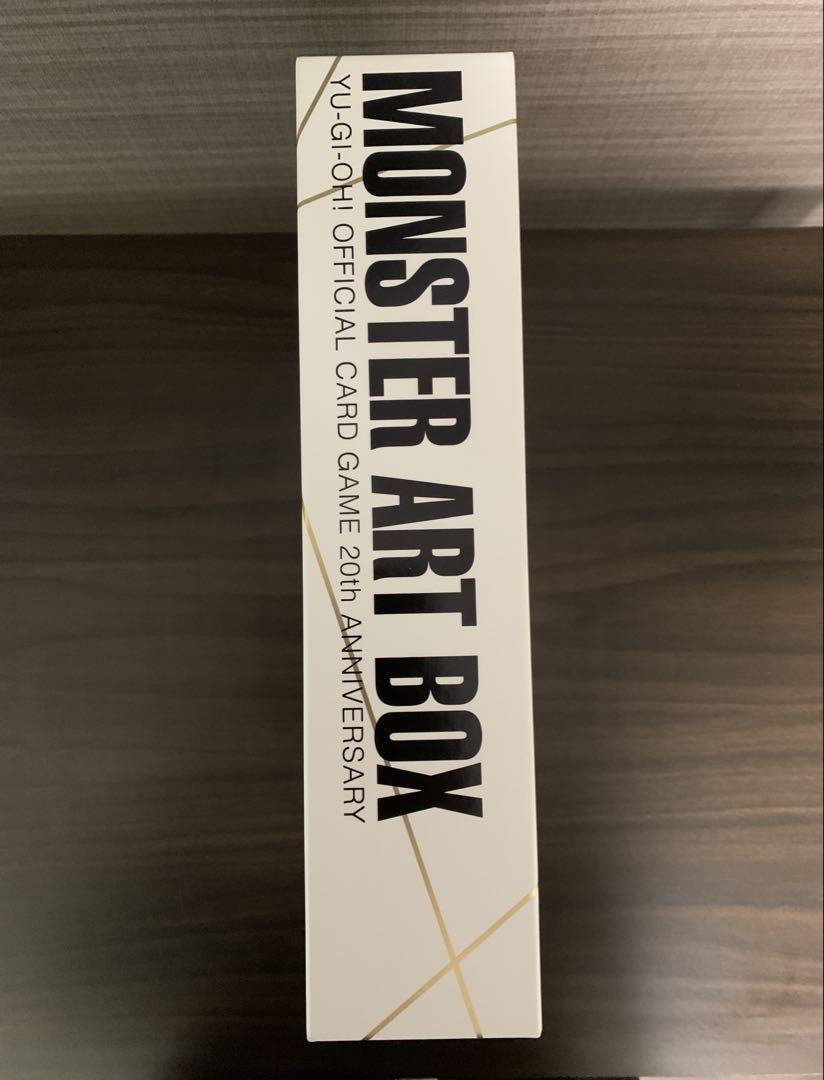 MONSTER ART BOX
YU-GI-OH! OFFICIAL CARD GAME 20th ANNIVERSARY